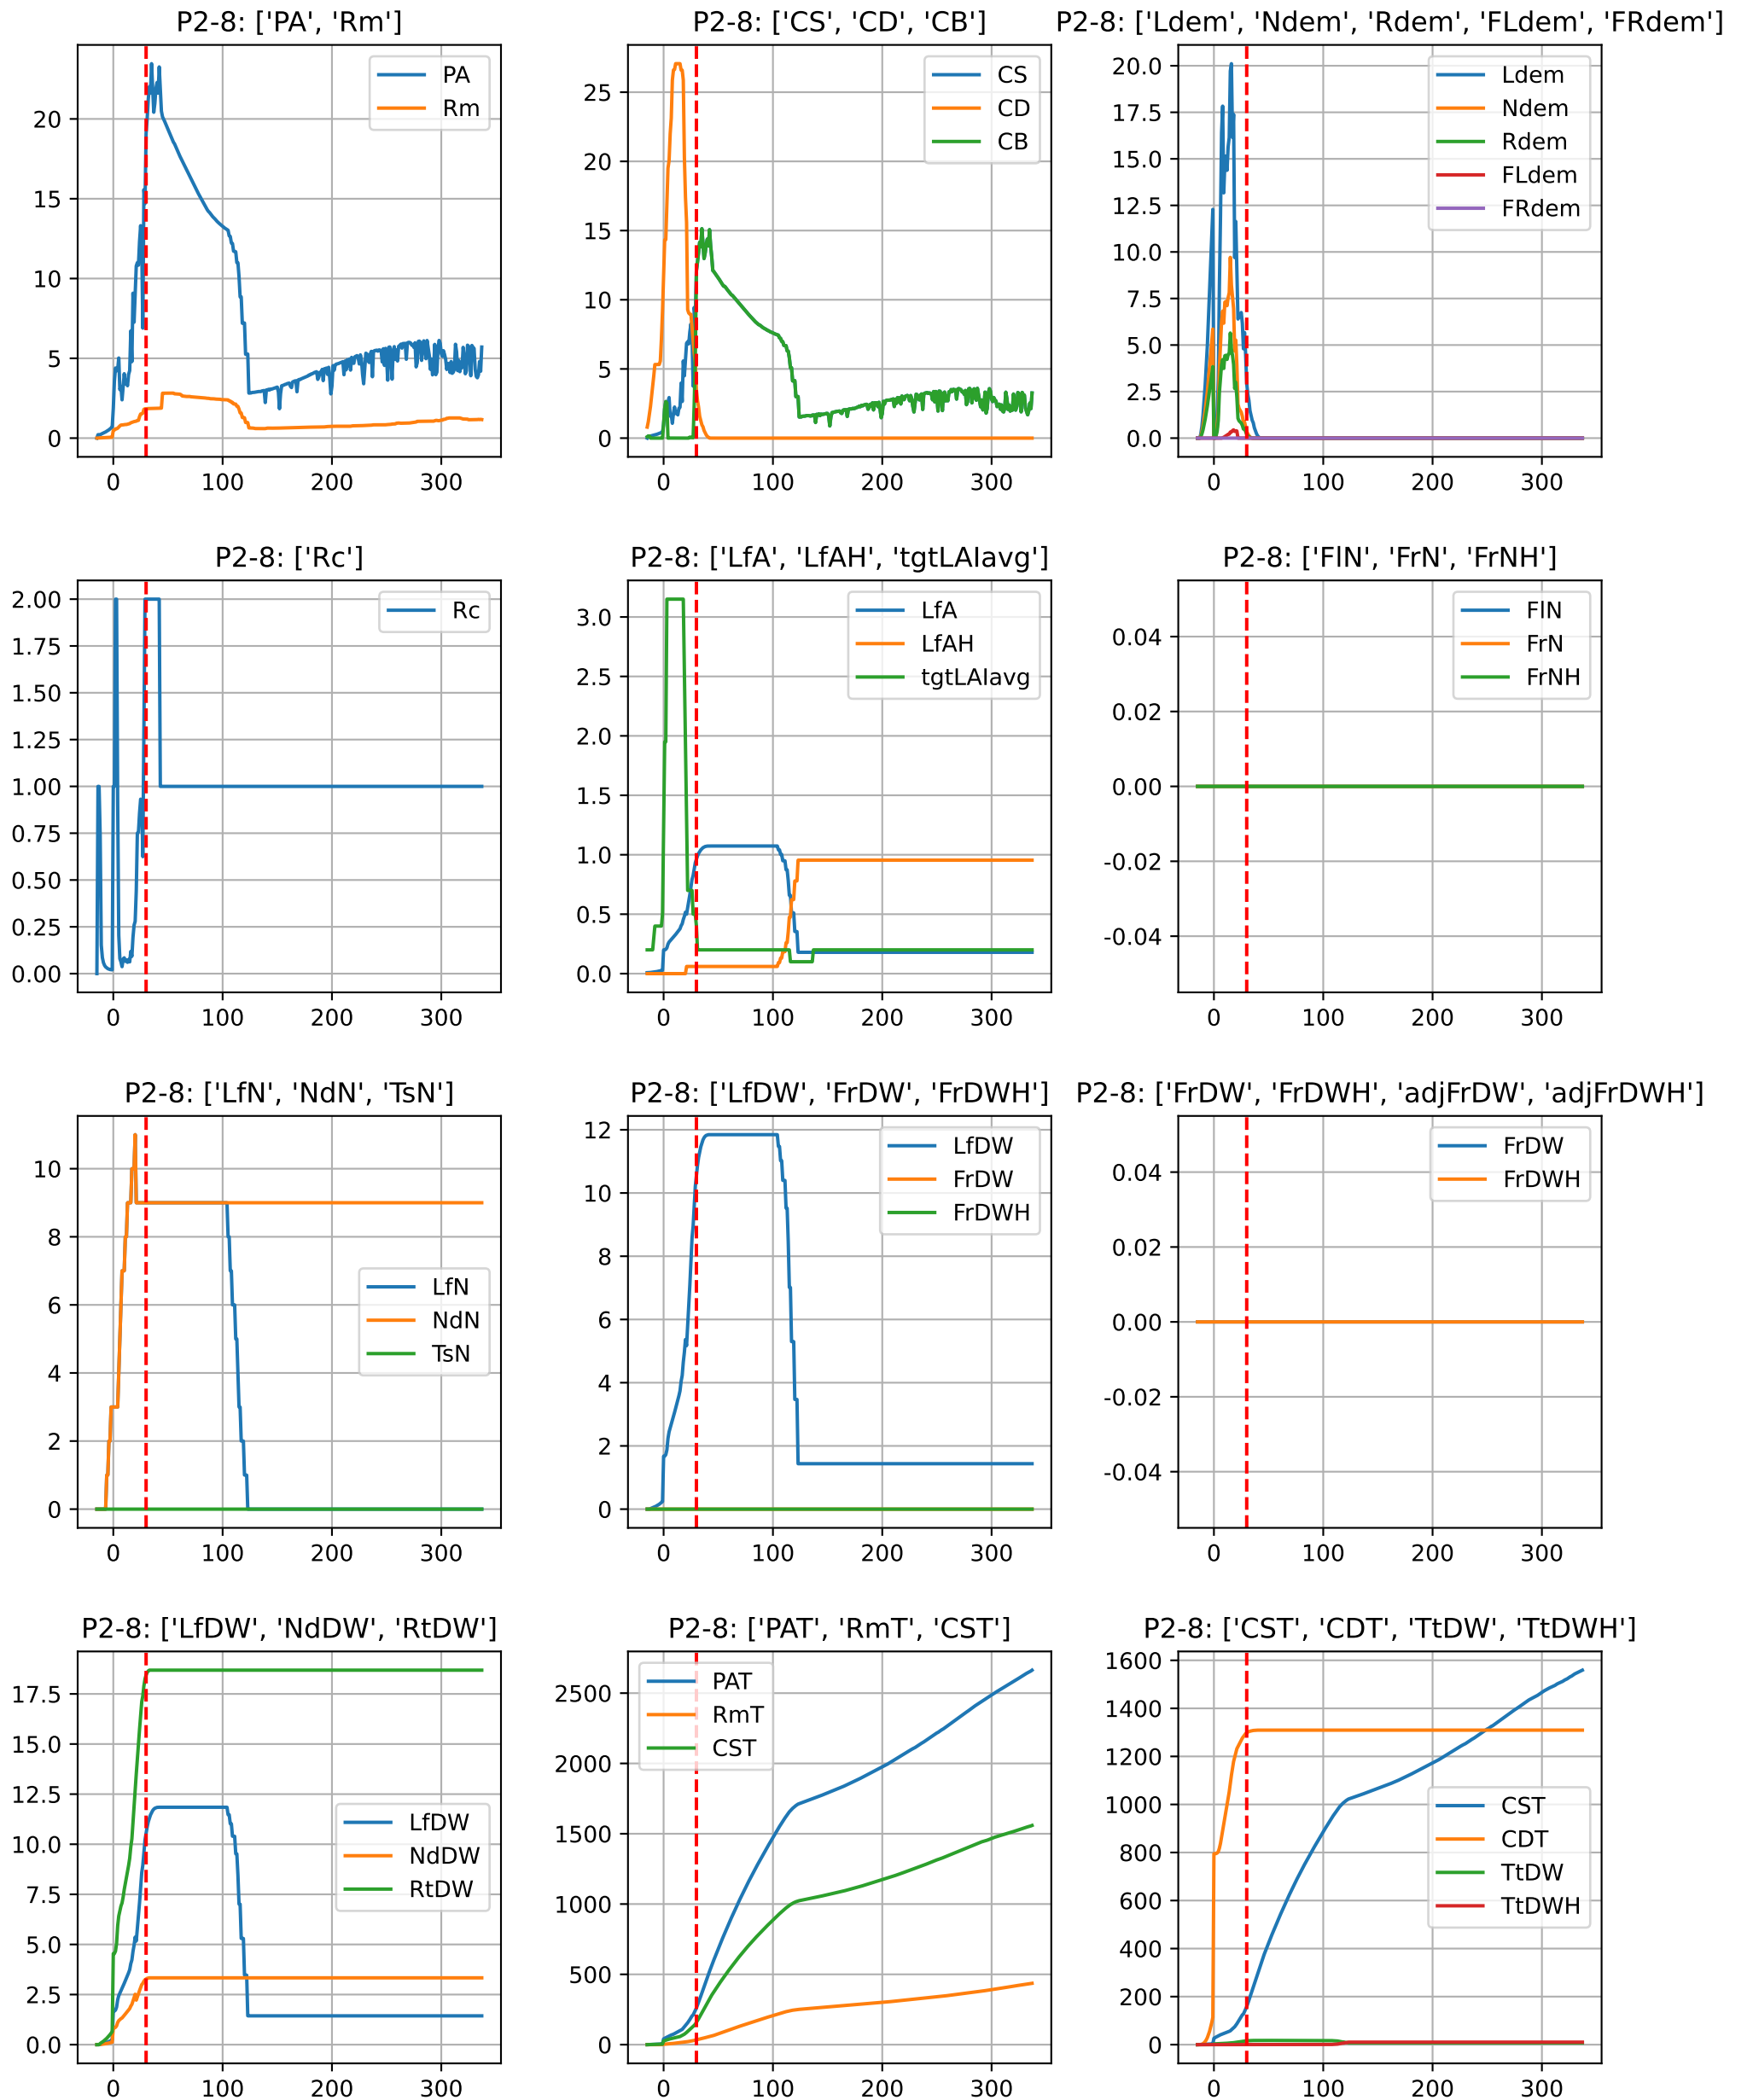 P2-8: ['PA', 'Rm']
PA
Rm
20
15
10
5
0
0 100 200 300
P2-8: ['CS', 'CD', 'CB']
CS
CD
CB
25
20
15
10
5
0
0 100 200 300
P2-8: ['Ldem', 'Ndem', 'Rdem', 'FLdem', 'FRdem']
Ldem
Ndem
Rdem
FLdem
FRdem
20.0
17.5
15.0
12.5
10.0
7.5
5.0
2.5
0.0
0 100 200 300
P2-8: ['Rc']
Rc
2.00
1.75
1.50
1.25
1.00
0.75
0.50
0.25
0.00
0 100 200 300
P2-8: ['LfA', 'LfAH', 'tgtLAIavg']
LfA
LfAH
tgtLAIavg
3.0
2.5
2.0
1.5
1.0
0.5
0.0
0 100 200 300
P2-8: ['FlN', 'FrN', 'FrNH']
FlN
FrN
FrNH
0.04
0.02
0.00
-0.02
-0.04
0 100 200 300
P2-8: ['LfN', 'NdN', 'TsN']
LfN
NdN
TsN
10
8
6
4
2
0
0 100 200 300
P2-8: ['LfDW', 'FrDW', 'FrDWH']
LfDW
FrDW
FrDWH
12
10
8
6
4
2
0
0 100 200 300
P2-8: ['FrDW', 'FrDWH', 'adjFrDW', 'adjFrDWH']
FrDW
FrDWH
0.04
0.02
0.00
-0.02
-0.04
0 100 200 300
P2-8: ['LfDW', 'NdDW', 'RtDW']
LfDW
NdDW
RtDW
17.5
15.0
12.5
10.0
7.5
5.0
2.5
0.0
0 100 200 300
P2-8: ['PAT', 'RmT', 'CST']
PAT
RmT
CST
2500
2000
1500
1000
500
0
0 100 200 300
P2-8: ['CST', 'CDT', 'TtDW', 'TtDWH']
CST
CDT
TtDW
TtDWH
1600
1400
1200
1000
800
600
400
200
0
0 100 200 300